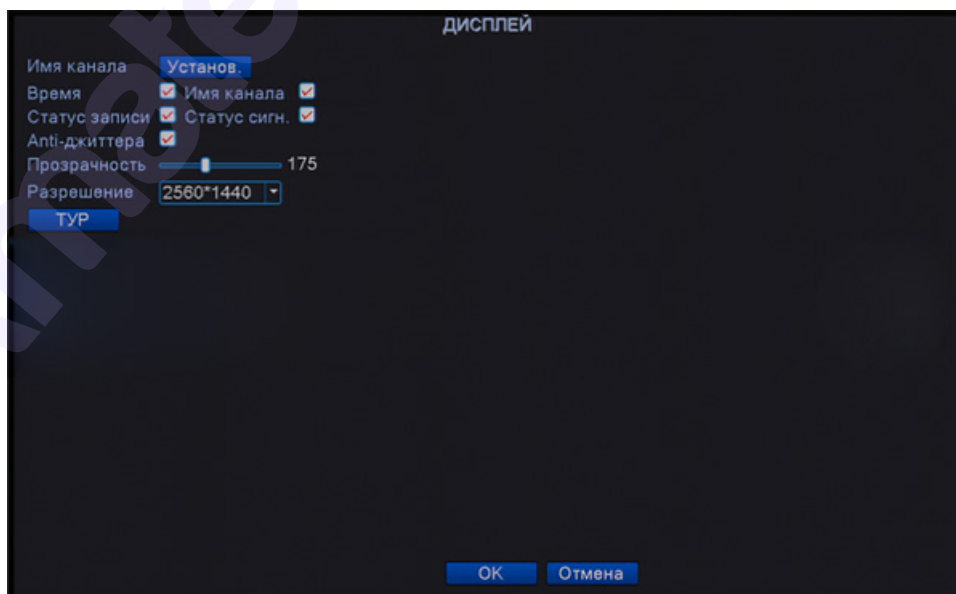 ДИСПЛЕЙ
Имя канала Установ.
Время Имя канала
Статус записи Статус сигн.
Anti-джиттера
Прозрачность 175
Разрешение 2560*1440
ТУР
ОК Отмена